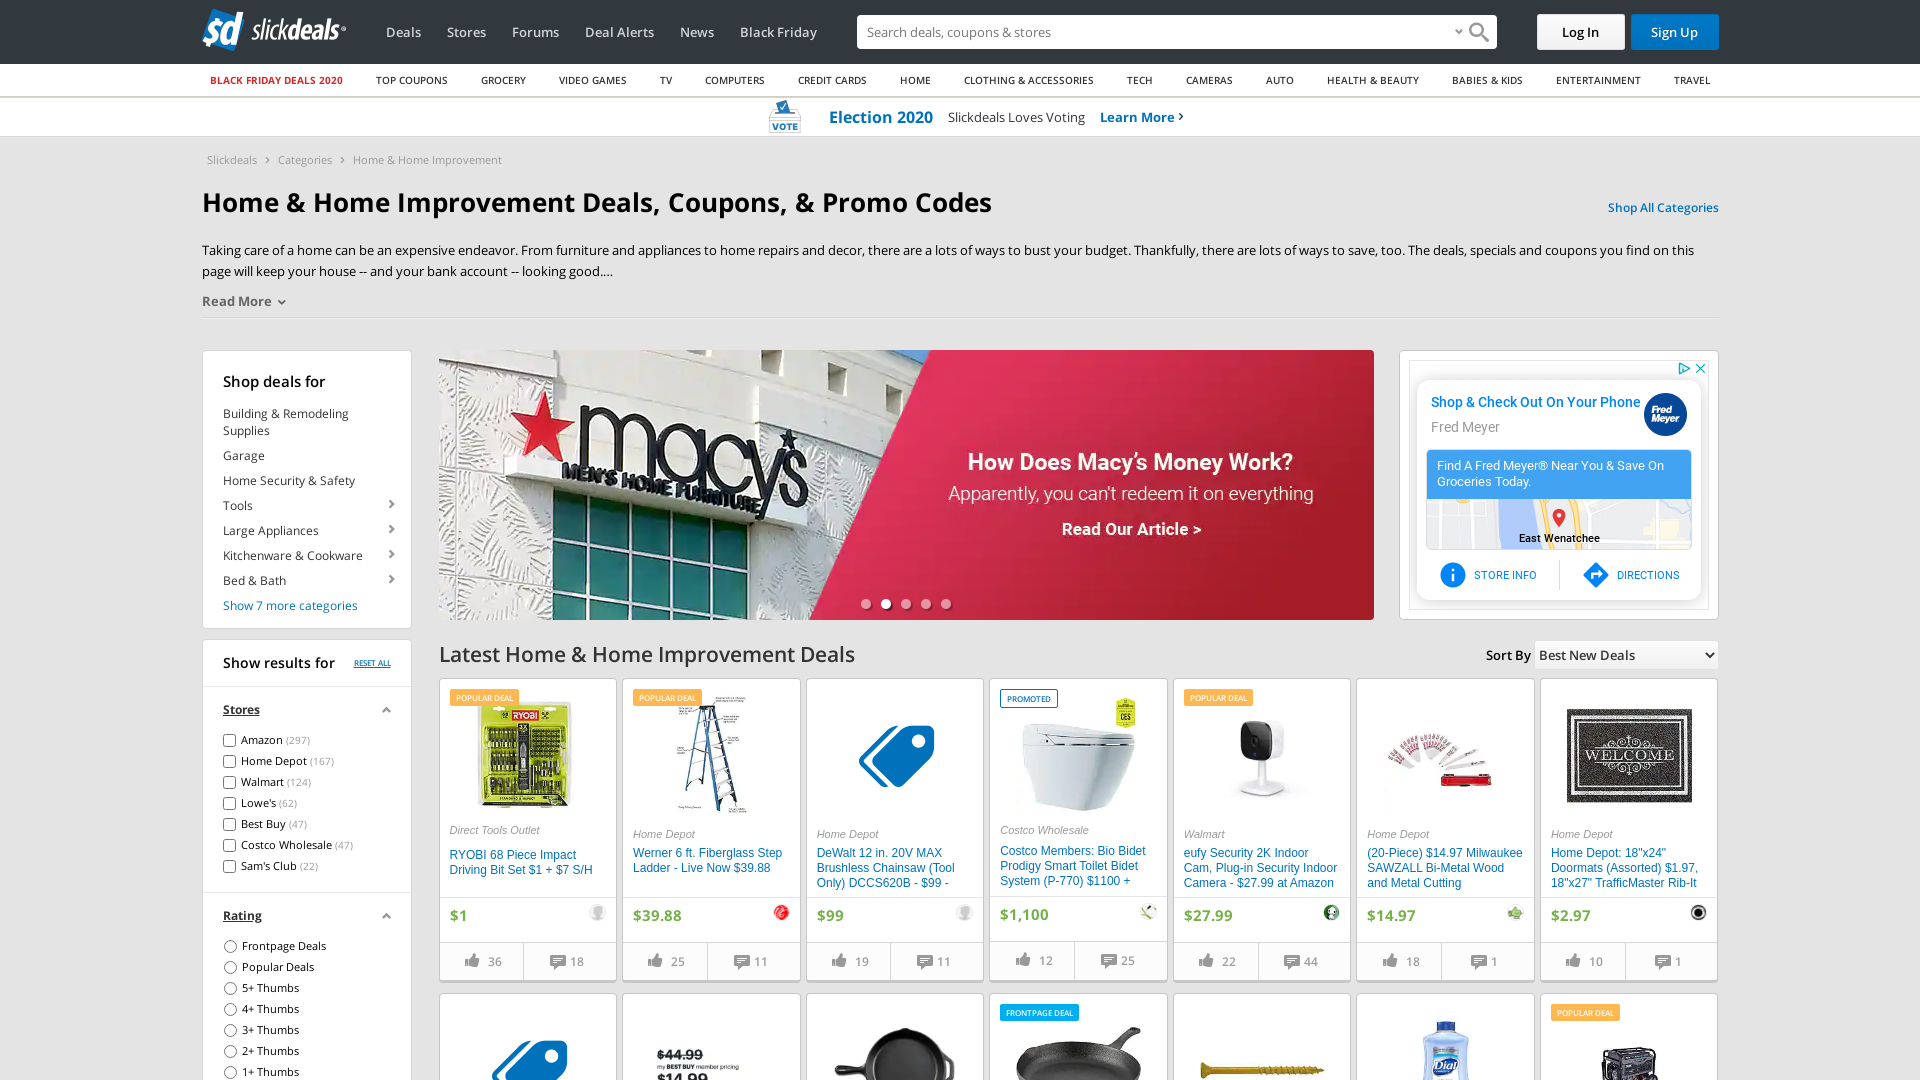 slickdeals
Deals
Stores
Forums
Deal Alerts
News
Black Friday
Search deals, coupons & stores
Log In
Sign Up
BLACK FRIDAY DEALS 2020
TOP COUPONS
GROCERY
VIDEO GAMES
TV
COMPUTERS
CREDIT CARDS
HOME
CLOTHING & ACCESSORIES
TECH
CAMERAS
AUTO
HEALTH & BEAUTY
BABIES & KIDS
ENTERTAINMENT
TRAVEL
VOTE
Election 2020
Slickdeals Loves Voting
Learn More
Slickdeals > Categories > Home & Home Improvement
Home & Home Improvement Deals, Coupons, & Promo Codes
Shop All Categories
Taking care of a home can be an expensive endeavor. From furniture and appliances to home repairs and decor, there are a lots of ways to bust your budget. Thankfully, there are lots of ways to save, too. The deals, specials and coupons you find on
page will keep your house -- and your bank account -- looking good....
Read More
Shop deals for
Building & Remodeling
Supplies
Garage
Home Security & Safety
Tools
Large Appliances
Kitchenware & Cookware
Bed & Bath
Show 7 more categories
Show results for
RESET ALL
Stores
Amazon (297)
Home Depot (167)
Walmart (124)
Lowe's (62)
Best Buy (47)
Costco Wholesale (47)
Sam's Club (22)
Rating
Frontpage Deals
Popular Deals
5+ Thumbs
4+ Thumbs
3+ Thumbs
2+ Thumbs
1+ Thumbs
macy's
MEN'S HOME FURNITURE
How Does Macy's Money Work?
Apparently, you can't redeem it on everything
Read Our Article >
Shop & Check Out On Your Phone
Fred Meyer
Fred
Meyer
Find A Fred Meyer® Near You & Save On
Groceries Today.
East Wenatchee
STORE INFO
DIRECTIONS
Latest Home & Home Improvement Deals
Sort By
Best New Deals
POPULAR DEAL
RYOBI
Direct Tools Outlet
RYOBI 68 Piece Impact
Driving Bit Set $1 + $7 S/H
$1
36
18
POPULAR DEAL
Home Depot
Werner 6 ft. Fiberglass Step
Ladder - Live Now $39.88
$39.88
25
11
Home Depot
DeWalt 12 in. 20V MAX
Brushless Chainsaw (Tool
Only) DCCS620B - $99 -
$99
19
11
PROMOTED
CES
Costco Wholesale
Costco Members: Bio Bidet
Prodigy Smart Toilet Bidet
System (P-770) $1100 +
$1,100
12
25
POPULAR DEAL
Walmart
eufy Security 2K Indoor
Cam, Plug-in Security Indoor
Camera - $27.99 at Amazon
$27.99
22
44
Home Depot
(20-Piece) $14.97 Milwaukee
SAWZALL Bi-Metal Wood
and Metal Cutting
$14.97
18
1
WELCOME
Home Depot
Home Depot: 18"x24"
Doormats (Assorted) $1.97,
18"x27" TrafficMaster Rib-It
$2.97
10
1
$44.99
my BEST BUY member pricing
$14.99
FRONTPAGE DEAL
Dial
POPULAR DEAL